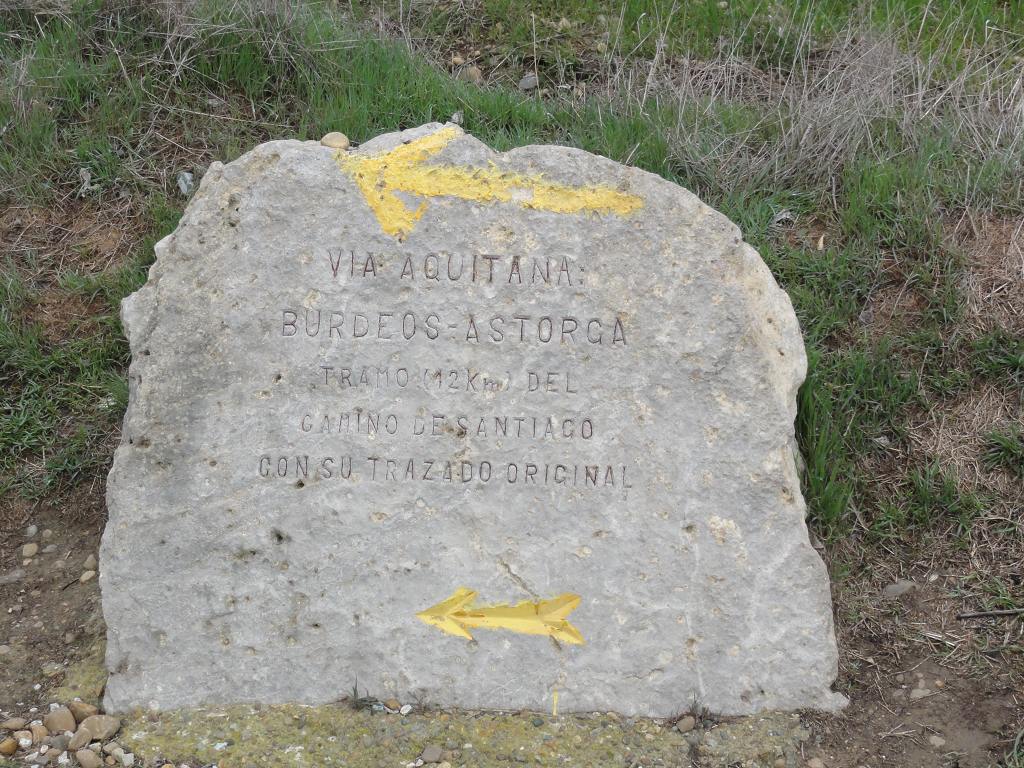 VIA AQUITANA:
BURDEOS-ASTORGA
TRAMO (12Km) DEL
CAMINO DE SANTIAGO
CON SU TRAZADO ORIGINAL